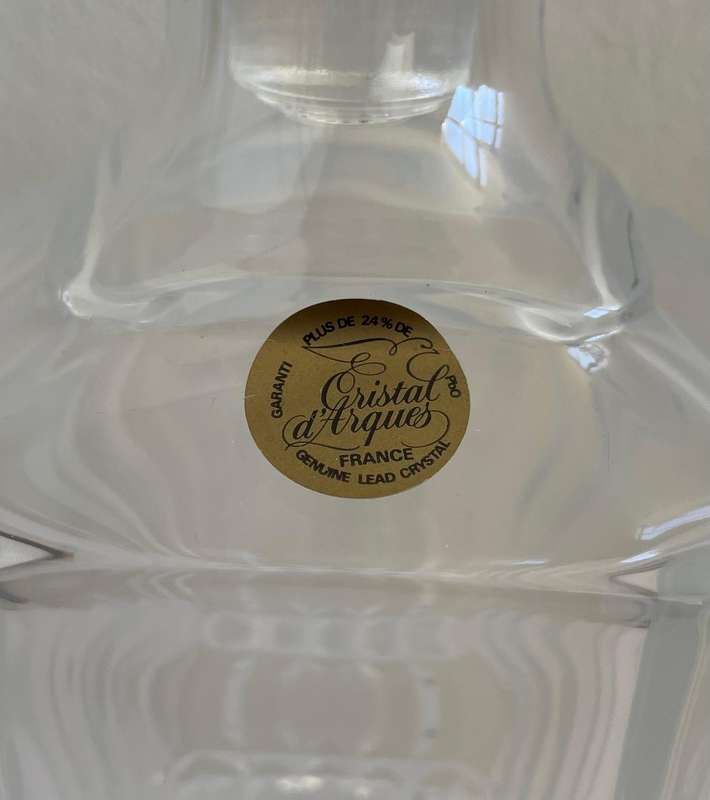 GARANTI PLUS DE 24% DE PbO
Cristal
d'Arques
FRANCE
GENUINE LEAD CRYSTAL